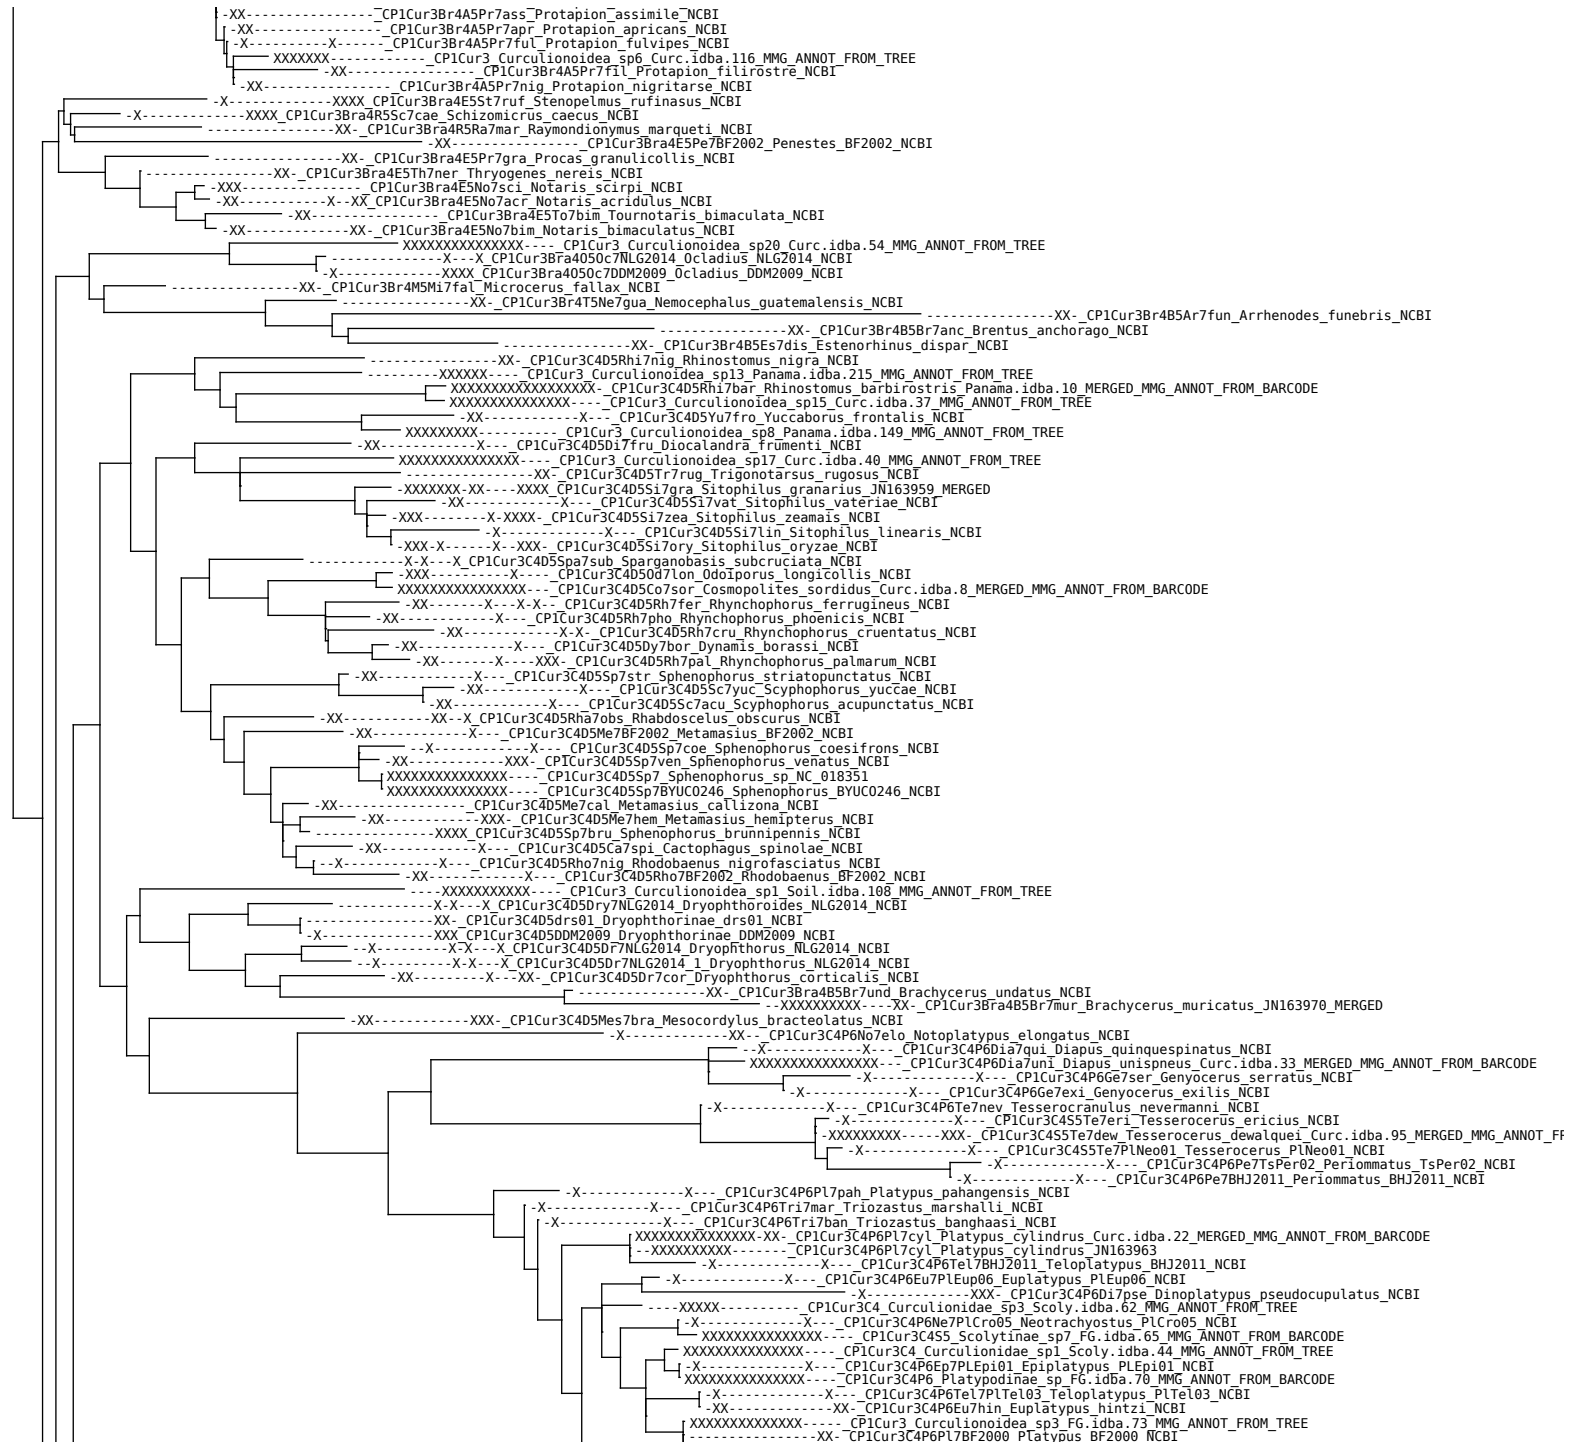 -XX----------------_CP1Cur3Br4A5Pr7ass_Protapion_assimile_NCBI
-XX----------------_CP1Cur3Br4A5Pr7apr_Protapion_apricans_NCBI
-X----------X------_CP1Cur3Br4A5Pr7ful_Protapion_fulvipes_NCBI
XXXXXXX------------_CP1Cur3_Curculionoidea_sp6_Curc.idba.116_MMG_ANNOT_FROM_TREE
-XX----------------_CP1Cur3Br4A5Pr7fil_Protapion_filirostre_NCBI
-XX----------------_CP1Cur3Br4A5Pr7nig_Protapion_nigritarse_NCBI
-X-------------XXXX_CP1Cur3Bra4E5St7ruf_Stenopelmus_rufinasus_NCBI
-X-------------XXXX_CP1Cur3Bra4R5Sc7cae_Schizomicrus_caecus_NCBI
----------------XX-_CP1Cur3Bra4R5Ra7mar_Raymondionymus_marqueti_NCBI
-XX----------------_CP1Cur3Bra4E5Pe7BF2002_Penestes_BF2002_NCBI
----------------XX-_CP1Cur3Bra4E5Pr7gra_Procas_granulicollis_NCBI
----------------XX-_CP1Cur3Bra4E5Th7ner_Thryogenes_nereis_NCBI
-XXX---------------_CP1Cur3Bra4E5No7sci_Notaris_scirpi_NCBI
-XX-----------X--XX_CP1Cur3Bra4E5No7acr_Notaris_acridulus_NCBI
-XX----------------_CP1Cur3Bra4E5To7bim_Tournotaris_bimaculata_NCBI
-XX-------------XX-_CP1Cur3Bra4E5No7bim_Notaris_bimaculatus_NCBI
XXXXXXXXXXXXXXX----_CP1Cur3_Curculionoidea_sp20_Curc.idba.54_MMG_ANNOT_FROM_TREE
--------------X---X_CP1Cur3Bra4O5Oc7NLG2014_Ocladius_NLG2014_NCBI
-X-------------XXXX_CP1Cur3Bra4O5Oc7DDM2009_Ocladius_DDM2009_NCBI
----------------XX-_CP1Cur3Br4M5Mi7fal_Microcerus_fallax_NCBI
----------------XX-_CP1Cur3Br4T5Ne7gua_Nemocephalus_guatemalensis_NCBI
----------------XX-_CP1Cur3Br4B5Ar7fun_Arrhenodes_funebris_NCBI
----------------XX-_CP1Cur3Br4B5Br7anc_Brentus_anchorago_NCBI
----------------XX-_CP1Cur3Br4B5Es7dis_Estenorhinus_dispar_NCBI
----------------XX-_CP1Cur3C4D5Rhi7nig_Rhinostomus_nigra_NCBI
---------XXXXXX----_CP1Cur3_Curculionoidea_sp13_Panama.idba.215_MMG_ANNOT_FROM_TREE
XXXXXXXXXXXXXXXXXX-_CP1Cur3C4D5Rhi7bar_Rhinostomus_barbirostris_Panama.idba.10_MERGED_MMG_ANNOT_FROM_BARCODE
XXXXXXXXXXXXXXX----_CP1Cur3_Curculionoidea_sp15_Curc.idba.37_MMG_ANNOT_FROM_TREE
-XX------------X---_CP1Cur3C4D5Yu7fro_Yuccaborus_frontalis_NCBI
XXXXXXXXX----------_CP1Cur3_Curculionoidea_sp8_Panama.idba.149_MMG_ANNOT_FROM_TREE
-XX------------X---_CP1Cur3C4D5Di7fru_Diocalandra_frumenti_NCBI
XXXXXXXXXXXXXXX----_CP1Cur3_Curculionoidea_sp17_Curc.idba.40_MMG_ANNOT_FROM_TREE
----------------XX-_CP1Cur3C4D5Tr7rug_Trigonotarsus_rugosus_NCBI
-XXXXXXX-XX----XXXX_CP1Cur3C4D5Si7gra_Sitophilus_granarius_JN163959_MERGED
-XX------------X---_CP1Cur3C4D5Si7vat_Sitophilus_vateriae_NCBI
-XXX--------X-XXXX-_CP1Cur3C4D5Si7zea_Sitophilus_zeamais_NCBI
-X-------------X---_CP1Cur3C4D5Si7lin_Sitophilus_linearis_NCBI
-XXX-X------X--XXX-_CP1Cur3C4D5Si7ory_Sitophilus_oryzae_NCBI
------------X-X---X_CP1Cur3C4D5Spa7sub_Sparganobasis_subcruciata_NCBI
-XXX----------X----_CP1Cur3C4D5Od7lon_Odoiporus_longicollis_NCBI
XXXXXXXXXXXXXXXX---_CP1Cur3C4D5Co7sor_Cosmopolites_sordidus_Curc.idba.8_MERGED_MMG_ANNOT_FROM_BARCODE
-XX-------X---X-X--_CP1Cur3C4D5Rh7fer_Rhynchophorus_ferrugineus_NCBI
-XX------------X---_CP1Cur3C4D5Rh7pho_Rhynchophorus_phoenicis_NCBI
-XX------------X-X-_CP1Cur3C4D5Rh7cru_Rhynchophorus_cruentatus_NCBI
-XX------------X---_CP1Cur3C4D5Dy7bor_Dynamis_borassi_NCBI
-XX-------X----XXX-_CP1Cur3C4D5Rh7pal_Rhynchophorus_palmarum_NCBI
-XX------------X---_CP1Cur3C4D5Sp7str_Sphenophorus_striatopunctatus_NCBI
-XX------------X---_CP1Cur3C4D5Sc7yuc_Scyphophorus_yuccae_NCBI
-XX------------X---_CP1Cur3C4D5Sc7acu_Scyphophorus_acupunctatus_NCBI
-XX-----------XX--X_CP1Cur3C4D5Rha7obs_Rhabdoscelus_obscurus_NCBI
-XX------------X---_CP1Cur3C4D5Me7BF2002_Metamasius_BF2002_NCBI
--X------------X---_CP1Cur3C4D5Sp7coe_Sphenophorus_coesifrons_NCBI
-XX------------XXX-_CP1Cur3C4D5Sp7ven_Sphenophorus_venatus_NCBI
XXXXXXXXXXXXXXX----_CP1Cur3C4D5Sp7_Sphenophorus_sp_NC_018351
XXXXXXXXXXXXXXX----_CP1Cur3C4D5Sp7BYUCO246_Sphenophorus_BYUCO246_NCBI
-XX----------------_CP1Cur3C4D5Me7cal_Metamasius_callizona_NCBI
-XX------------XXX-_CP1Cur3C4D5Me7hem_Metamasius_hemipterus_NCBI
---------------XXXX_CP1Cur3C4D5Sp7bru_Sphenophorus_brunnipennis_NCBI
-XX------------X---_CP1Cur3C4D5Ca7spi_Cactophagus_spinolae_NCBI
--X------------X---_CP1Cur3C4D5Rho7nig_Rhodobaenus_nigrofasciatus_NCBI
-XX------------X---_CP1Cur3C4D5Rho7BF2002_Rhodobaenus_BF2002_NCBI
----XXXXXXXXXXX----_CP1Cur3_Curculionoidea_sp1_Soil.idba.108_MMG_ANNOT_FROM_TREE
------------X-X---X_CP1Cur3C4D5Dry7NLG2014_Dryophthoroides_NLG2014_NCBI
----------------XX-_CP1Cur3C4D5drs01_Dryophthorinae_drs01_NCBI
-X--------------XXX_CP1Cur3C4D5DDM2009_Dryophthorinae_DDM2009_NCBI
--X---------X-X---X_CP1Cur3C4D5Dr7NLG2014_Dryophthorus_NLG2014_NCBI
--X---------X-X---X_CP1Cur3C4D5Dr7NLG2014_1_Dryophthorus_NLG2014_NCBI
-XX---------X---XX-_CP1Cur3C4D5Dr7cor_Dryophthorus_corticalis_NCBI
----------------XX-_CP1Cur3Bra4B5Br7und_Brachycerus_undatus_NCBI
--XXXXXXXXXX----XX-_CP1Cur3Bra4B5Br7mur_Brachycerus_muricatus_JN163970_MERGED
-XX------------XXX-_CP1Cur3C4D5Mes7bra_Mesocordylus_bracteolatus_NCBI
-X-------------XX--_CP1Cur3C4P6No7elo_Notoplatypus_elongatus_NCBI
--X------------X---_CP1Cur3C4P6Dia7qui_Diapus_quinquespinatus_NCBI
XXXXXXXXXXXXXXXX---_CP1Cur3C4P6Dia7uni_Diapus_unispneus_Curc.idba.33_MERGED_MMG_ANNOT_FROM_BARCODE
-X-------------X---_CP1Cur3C4P6Ge7ser_Genyocerus_serratus_NCBI
-X-------------X---_CP1Cur3C4P6Ge7exi_Genyocerus_exilis_NCBI
-X-------------X---_CP1Cur3C4P6Te7nev_Tesserocranulus_nevermanni_NCBI
-X-------------X---_CP1Cur3C4S5Te7eri_Tesserocerus_ericius_NCBI
-XXXXXXXXX-----XXX-_CP1Cur3C4S5Te7dew_Tesserocerus_dewalquei_Curc.idba.95_MERGED_MMG_ANNOT_F
-X-------------X---_CP1Cur3C4S5Te7PlNeo01_Tesserocerus_PlNeo01_NCBI
-X-------------X---_CP1Cur3C4P6Pe7TsPer02_Periommatus_TsPer02_NCBI
-X-------------X---_CP1Cur3C4P6Pe7BHJ2011_Periommatus_BHJ2011_NCBI
-X-------------X---_CP1Cur3C4P6Pl7pah_Platypus_pahangensis_NCBI
-X-------------X---_CP1Cur3C4P6Tri7mar_Triozastus_marshalli_NCBI
-X-------------X---_CP1Cur3C4P6Tri7ban_Triozastus_banghaasi_NCBI
XXXXXXXXXXXXXXX-XX-_CP1Cur3C4P6Pl7cyl_Platypus_cylindrus_Curc.idba.22_MERGED_MMG_ANNOT_FROM_BARCODE
--XXXXXXXXXX-------_CP1Cur3C4P6Pl7cyl_Platypus_cylindrus_JN163963
-X-------------X---_CP1Cur3C4P6Tel7BHJ2011_Teloplatypus_BHJ2011_NCBI
-X-------------X---_CP1Cur3C4P6Eu7PlEup06_Euplatypus_PlEup06_NCBI
-X-------------XXX-_CP1Cur3C4P6Di7pse_Dinoplatypus_pseudocupulatus_NCBI
----XXXXX----------_CP1Cur3C4_Curculionidae_sp3_Scoly.idba.62_MMG_ANNOT_FROM_TREE
-X-------------X---_CP1Cur3C4P6Ne7PlCro05_Neotrachyostus_PlCro05_NCBI
XXXXXXXXXXXXXXX----_CP1Cur3C4S5_Scolytinae_sp7_FG.idba.65_MMG_ANNOT_FROM_BARCODE
XXXXXXXXXXXXXXX----_CP1Cur3C4_Curculionidae_sp1_Scoly.idba.44_MMG_ANNOT_FROM_TREE
-X-------------X---_CP1Cur3C4P6Ep7PLEpi01_Epiplatypus_PLEpi01_NCBI
XXXXXXXXXXXXXXX----_CP1Cur3C4P6_Platypodinae_sp_FG.idba.70_MMG_ANNOT_FROM_BARCODE
-X-------------X---_CP1Cur3C4P6Tel7PlTel03_Teloplatypus_PlTel03_NCBI
-XX-------------XX-_CP1Cur3C4P6Eu7hin_Euplatypus_hintzi_NCBI
XXXXXXXXXXXXXX-----_CP1Cur3_Curculionoidea_sp3_FG.idba.73_MMG_ANNOT_FROM_TREE
----------------XX-_CP1Cur3C4P6Pl7BF2000_Platypus_BF2000_NCBI